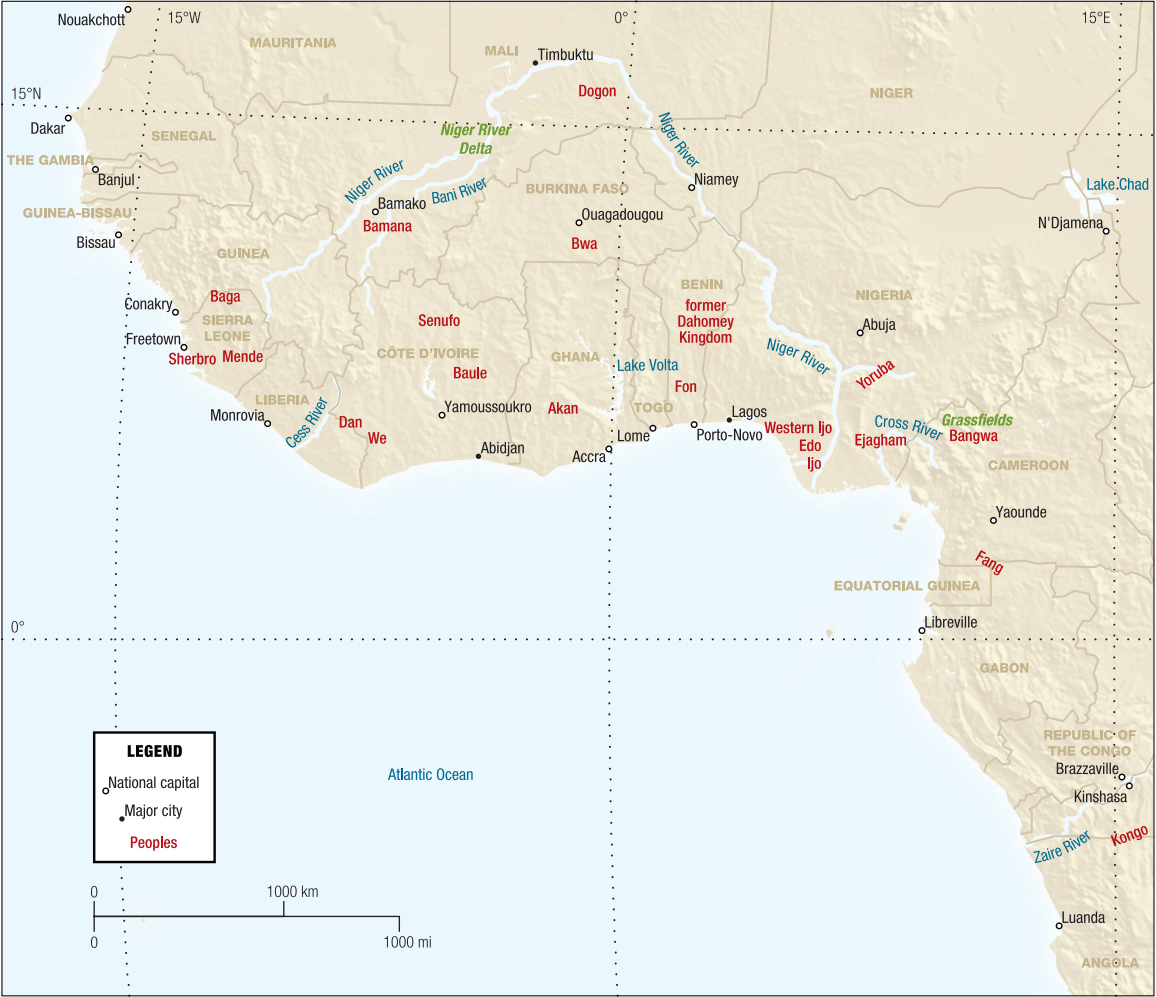 Nouakchott
15°W
0°
15°E
MAURITANIA
MALI
Timbuktu
Dogon
NIGER
15°N
Dakar
SENEGAL
Niger River
Delta
Niger River
THE GAMBIA
Banjul
Niger River
Bani River
BURKINA FASO
Niamey
Lake Chad
GUINEA-BISSAU
Bamako
Bamana
Ouagadougou
N'Djamena
Bissau
Bwa
GUINEA
BENIN
NIGERIA
Baga
Conakry
SIERRA
LEONE
former
Dahomey
Kingdom
Senufo
Abuja
Freetown
Sherbro
Mende
CÔTE D'IVOIRE
GHANA
Lake Volta
Niger River
Baule
Yoruba
Fon
LIBERIA
Cess River
Monrovia
Yamoussoukro
Akan
TOGO
Lagos
Dan
We
Lome
Porto-Novo
Western Ijo
Edo
Ijo
Ejagham
Cross River
Grassfields
Bangwa
Abidjan
Accra
CAMEROON
Yaounde
Fang
EQUATORIAL GUINEA
0°
Libreville
GABON
REPUBLIC OF
THE CONGO
Brazzaville
Kinshasa
Atlantic Ocean
Zaire River
Kongo
Luanda
ANGOLA
LEGEND
National capital
Major city
Peoples
0
1000 km
0
1000 mi